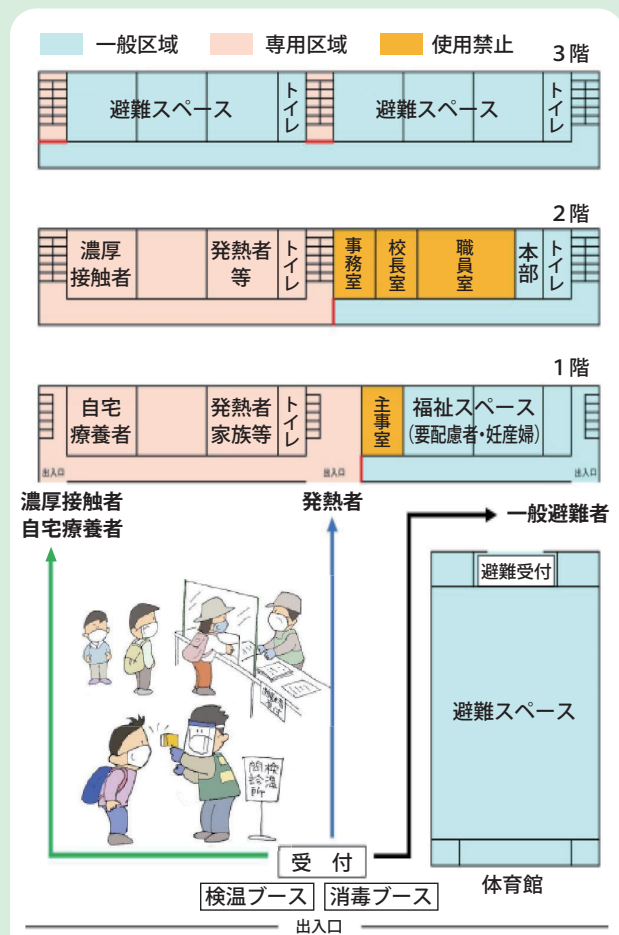 一般区域 専用区域 使用禁止
3階
避難スペース トイレ 避難スペース トイレ
2階
濃厚
接触者
発熱者
等
トイレ
事務室
校長室
職員室
本部
トイレ
1階
自宅
療養者
発熱者
家族等
トイレ
主事室
福祉スペース
(要配慮者・妊産婦)
出入口 出入口 出入口
濃厚接触者
自宅療養者
発熱者
一般避難者
避難受付
避難スペース
体育館
検温
問診所
受付
検温ブース 消毒ブース
出入口